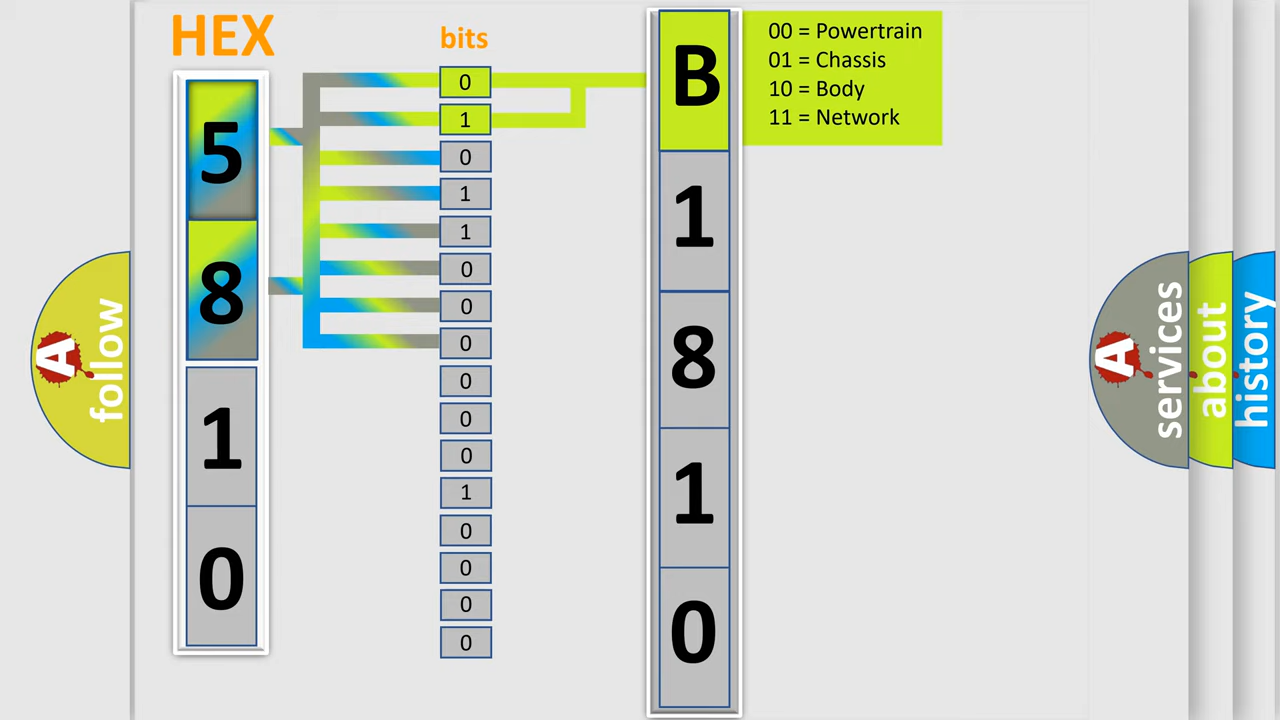 HEX
bits
5
8
1
0
0
1
0
1
1
0
0
0
0
0
0
1
0
0
0
0
B
1
8
1
0
00 = Powertrain
01 = Chassis
10 = Body
11 = Network
A
follow
A
services
about
history